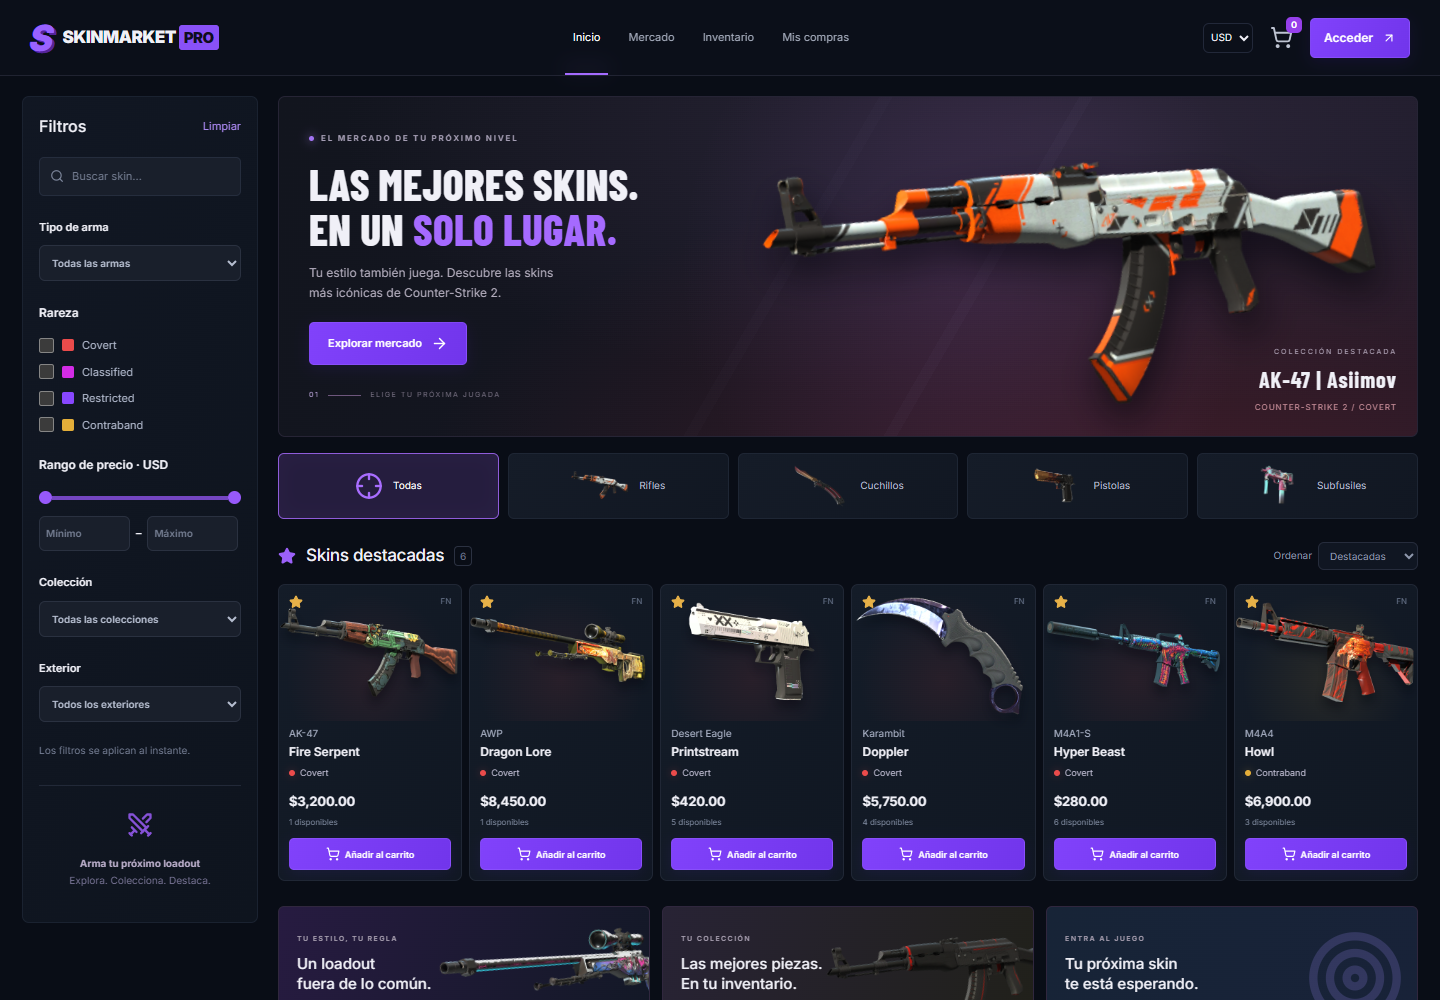 SKINMARKET PRO
Inicio
Mercado
Inventario
Mis compras
USD
0
Acceder
Filtros
Limpiar
Buscar skin...
Tipo de arma
Todas las armas
Rareza
Covert
Classified
Restricted
Contraband
Rango de precio · USD
Mínimo
–
Máximo
Colección
Todas las colecciones
Exterior
Todos los exteriores
Los filtros se aplican al instante.
Arma tu próximo loadout
Explora. Colecciona. Destaca.
EL MERCADO DE TU PRÓXIMO NIVEL
LAS MEJORES SKINS.
EN UN SOLO LUGAR.
Tu estilo también juega. Descubre las skins
más icónicas de Counter-Strike 2.
Explorar mercado
01
ELIGE TU PRÓXIMA JUGADA
COLECCIÓN DESTACADA
AK-47 | Asiimov
COUNTER-STRIKE 2 / COVERT
Todas
Rifles
Cuchillos
Pistolas
Subfusiles
Skins destacadas
6
Ordenar
Destacadas
FN
AK-47
Fire Serpent
Covert
$3,200.00
1 disponibles
Añadir al carrito
FN
AWP
Dragon Lore
Covert
$8,450.00
1 disponibles
Añadir al carrito
FN
Desert Eagle
Printstream
Covert
$420.00
5 disponibles
Añadir al carrito
FN
Karambit
Doppler
Covert
$5,750.00
4 disponibles
Añadir al carrito
FN
M4A1-S
Hyper Beast
Covert
$280.00
6 disponibles
Añadir al carrito
FN
M4A4
Howl
Contraband
$6,900.00
3 disponibles
Añadir al carrito
TU ESTILO, TU REGLA
Un loadout
fuera de lo común.
TU COLECCIÓN
Las mejores piezas.
En tu inventario.
ENTRA AL JUEGO
Tu próxima skin
te está esperando.